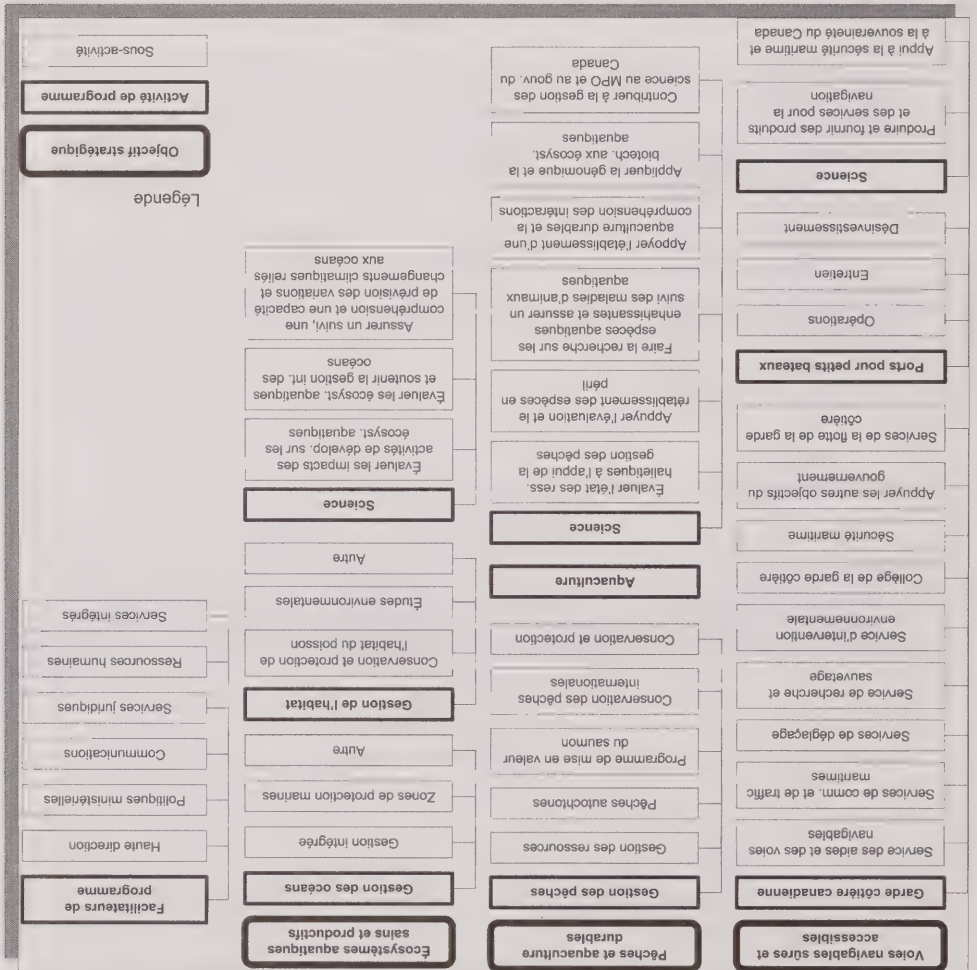 Voies navigables sûres et
accessibles
Garde côtière canadienne
Service des aides et des voies
navigables
Services de comm. et de traffic
maritimes
Services de déglaçage
Service de recherche et
sauvetage
Service d'intervention
environnementale
Collège de la garde côtière
Sécurité maritime
Appuyer les autres objectifs du
gouvernement
Services de la flotte de la garde
côtière
Ports pour petits bateaux
Opérations
Entretien
Désinvestissement
Science
Produire et fournir des produits
et des services pour la
navigation
Appui à la sécurité maritime et
à la souveraineté du Canada
Pêches et aquaculture
durables
Gestion des pêches
Gestion des ressources
Pêches autochtones
Programme de mise en valeur
du saumon
Conservation des pêches
internationales
Conservation et protection
Aquaculture
Science
Évaluer l'état des ress.
halieutiques à l'appui de la
gestion des pêches
Appuyer l'évaluation et le
rétablissement des espèces en
péril
Faire la recherche sur les
espèces aquatiques
enhahissantes et assurer un
suivi des maladies d'animaux
aquatiques
Appoyer l'établissement d'une
aquaculture durables et la
compréhension des intéractions
Appliquer la génomique et la
biotech. aux écosyst.
aquatiques
Contribuer à la gestion des
science au MPO et au gouv. du
Canada
Écosystèmes aquatiques
sains et productifs
Gestion des océans
Gestion intégrée
Zones de protection marines
Autre
Gestion de l'habitat
Conservation et protection de
l'habitat du poisson
Études environmentales
Autre
Science
Évaluer les impacts des
activités de dévelop. sur les
écosyst. aquatiques
Évaluer les écosyst. aquatiques
et soutenir la gestion int. des
océans
Assurer un suivi, une
compréhension et une capacité
de prévision des variations et
changements climatiques reliés
aux océans
Facilitateurs de
programme
Haute direction
Politiques ministérielles
Communications
Services juridiques
Ressources humaines
Services intégrés
Légende
Objectif stratégique
Activité de programme
Sous-activité